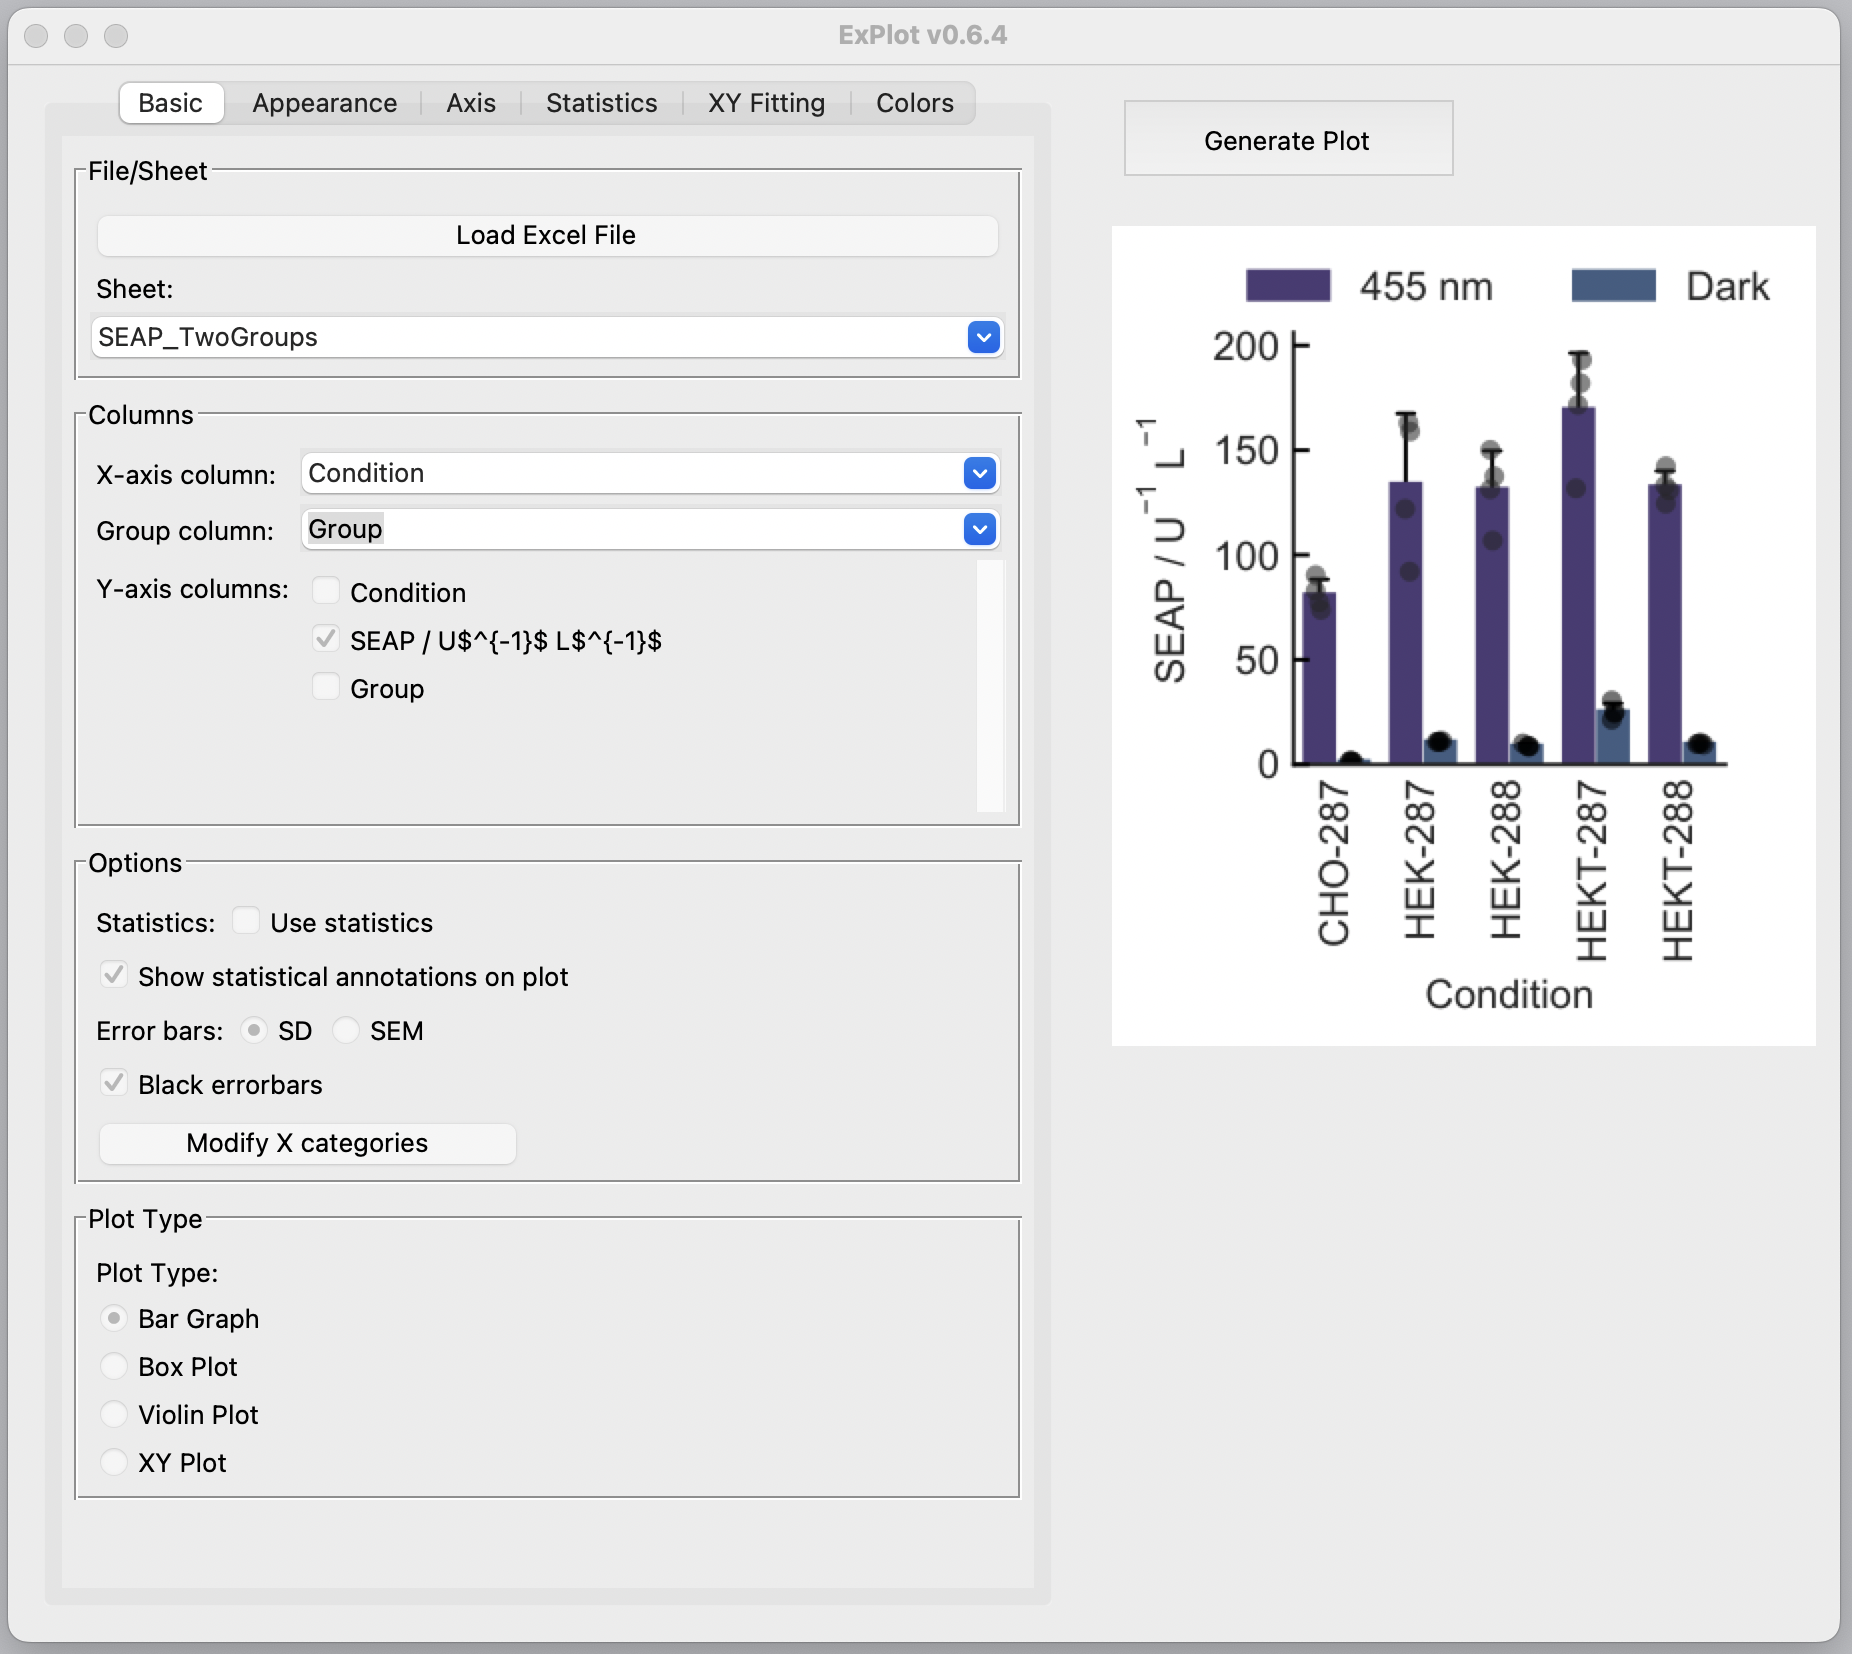 ExPlot v0.6.4
Basic
Appearance
Axis
Statistics
XY Fitting
Colors
File/Sheet
Load Excel File
Sheet:
SEAP_TwoGroups
Columns
X-axis column:
Condition
Group column:
Group
Y-axis columns:
Condition
SEAP / U$^{-1}$ L$^{-1}$
Group
Options
Statistics:
Use statistics
Show statistical annotations on plot
Error bars:
SD
SEM
Black errorbars
Modify X categories
Plot Type
Plot Type:
Bar Graph
Box Plot
Violin Plot
XY Plot
Generate Plot
455 nm
Dark
SEAP / U⁻¹ L⁻¹
200
150
100
50
0
CHO-287
HEK-287
HEK-288
HEKT-287
HEKT-288
Condition